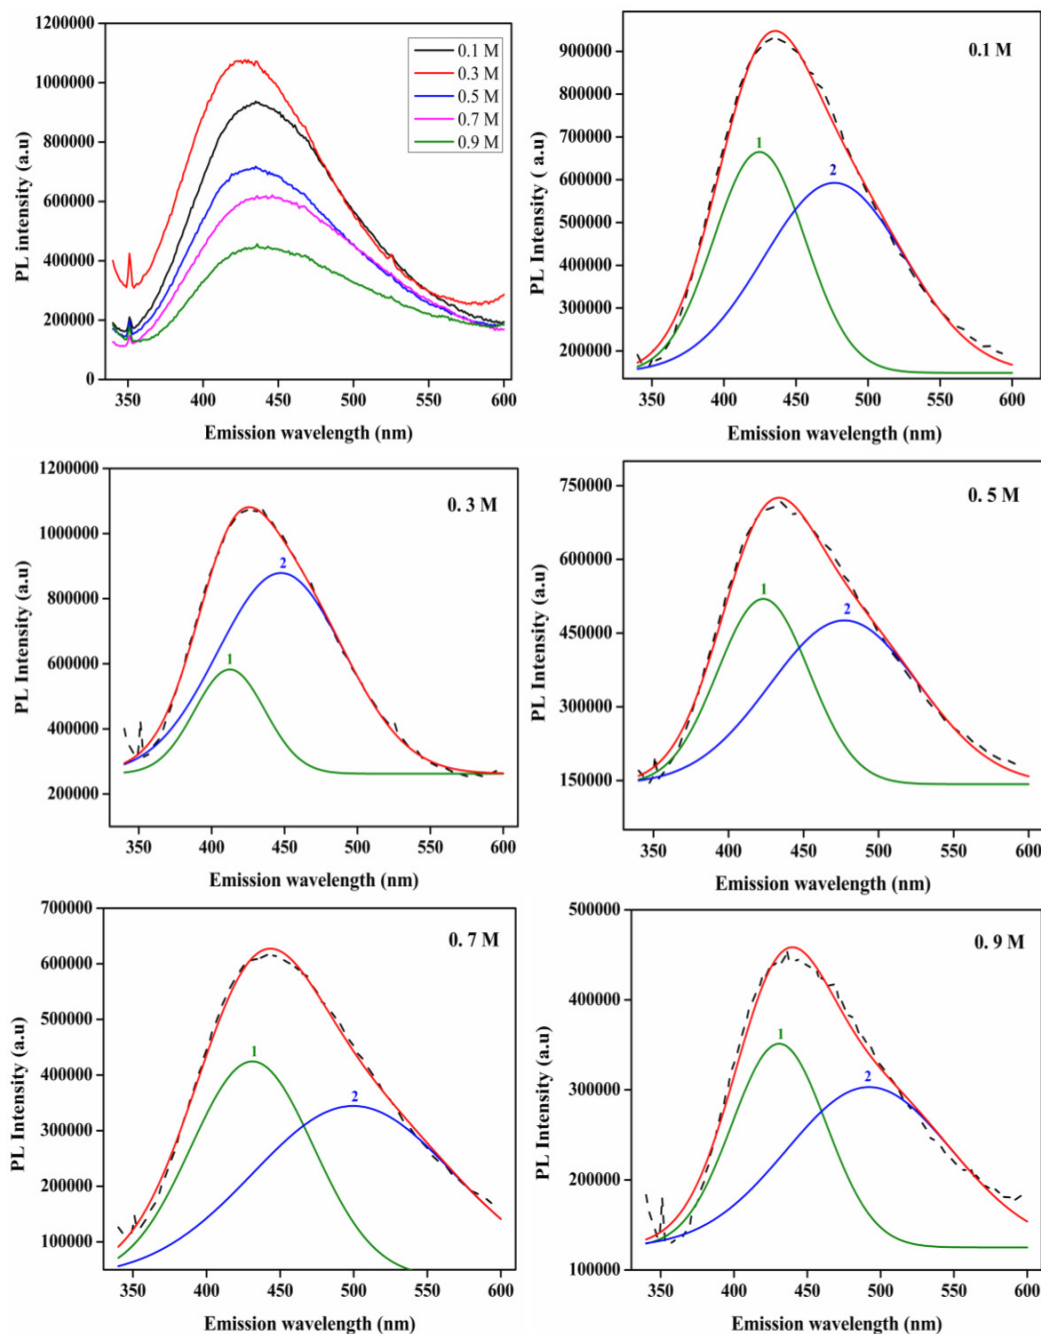 1200000
1000000
800000
600000
400000
200000
0
PL Intensity (a.u)
0.1 M
0.3 M
0.5 M
0.7 M
0.9 M
350 400 450 500 550 600
Emission wavelength (nm)
0.1 M
900000
800000
700000
600000
500000
400000
300000
200000
PL Intensity ( a.u)
1
2
350 400 450 500 550 600
Emission wavelength (nm)
0. 3 M
1200000
1000000
800000
600000
400000
200000
PL Intensity (a.u)
2
1
350 400 450 500 550 600
Emission wavelength (nm)
0. 5 M
750000
600000
450000
300000
150000
PL Intensity (a.u)
1
2
350 400 450 500 550 600
Emission wavelength (nm)
0. 7 M
700000
600000
500000
400000
300000
200000
100000
PL Intensity (a.u)
1
2
350 400 450 500 550 600
Emission wavelength (nm)
0. 9 M
500000
400000
300000
200000
100000
PL Intensity (a.u)
1
2
350 400 450 500 550 600
Emission wavelength (nm)